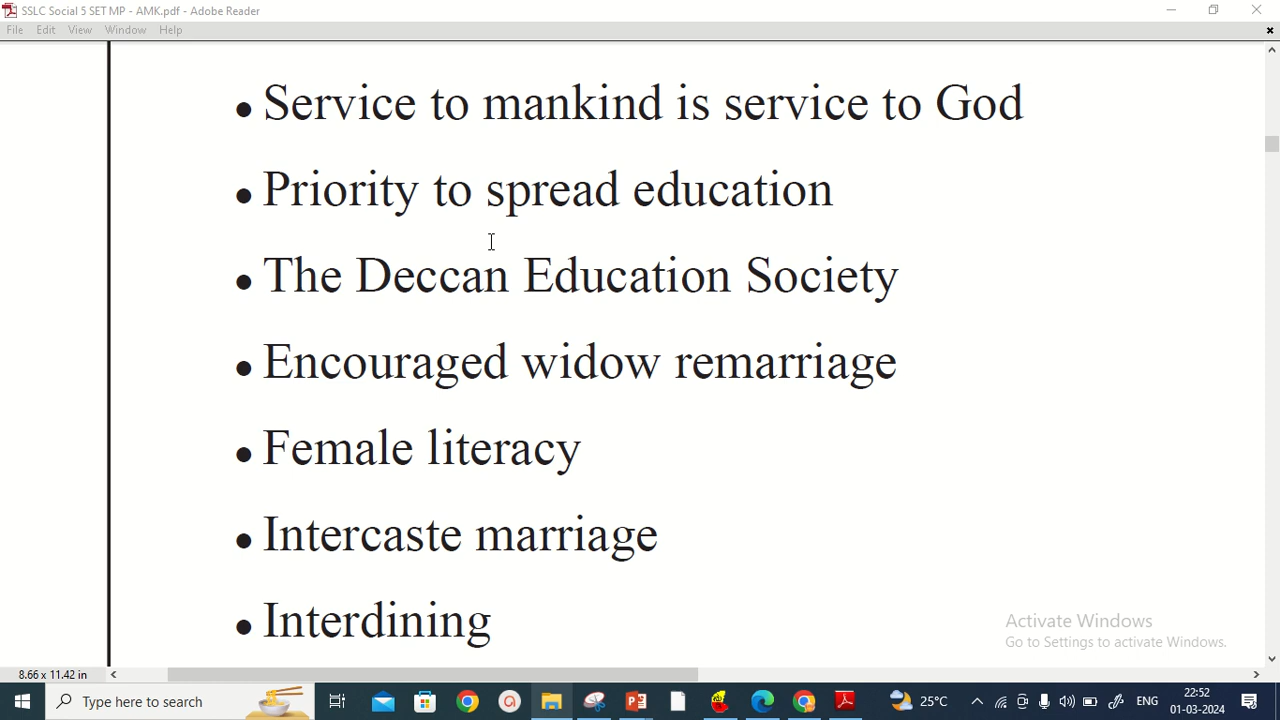 SSLC Social 5 SET MP - AMK.pdf - Adobe Reader
File Edit View Window Help
• Service to mankind is service to God
• Priority to spread education
• The Deccan Education Society
• Encouraged widow remarriage
• Female literacy
• Intercaste marriage
• Interdining
Activate Windows
Go to Settings to activate Windows.
8.66 x 11.42 in
Type here to search
25°C
ENG
22:52
01-03-2024